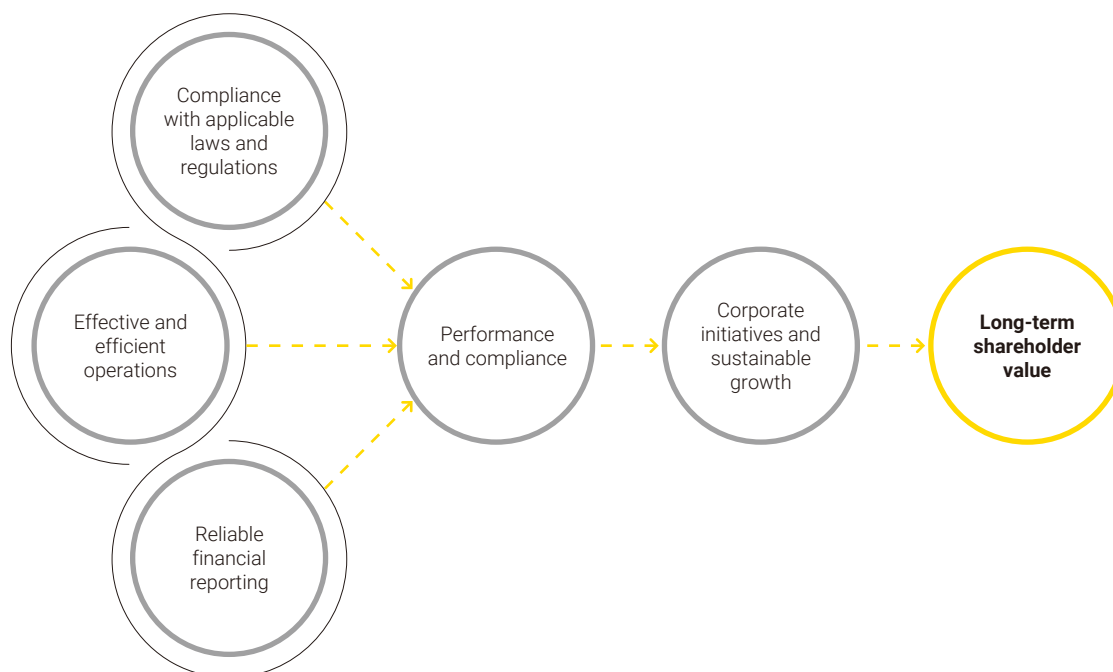 Compliance
with applicable
laws and
regulations
Effective and
efficient
operations
Reliable
financial
reporting
Performance
and compliance
Corporate
initiatives and
sustainable
growth
Long-term
shareholder
value